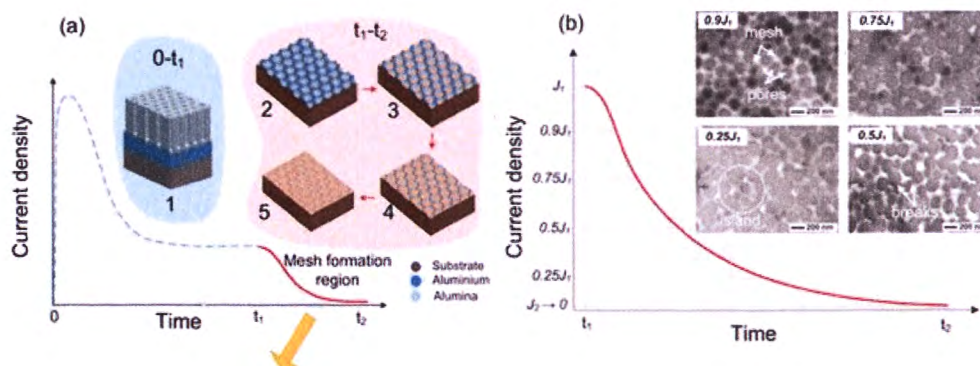 (a)
0-t₁
t₁-t₂
1
2
3
4
5
Current density
Mesh formation
region
Substrate
Aluminium
Alumina
0
Time
t₁
t₂
(b)
Current density
J₁
0.9J₁
0.75J₁
0.5J₁
0.25J₁
J₂→0
t₁
Time
t₂
0.9J₁
mesh
pores
200 nm
0.75J₁
200 nm
0.25J₁
200 nm
0.5J₁
breaks
200 nm